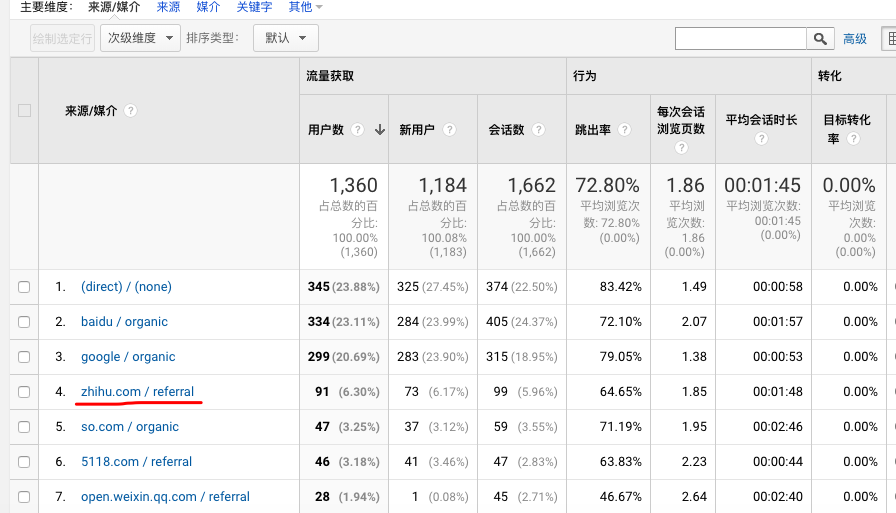 主要维度： 来源/媒介 来源 媒介 关键字 其他
绘制选定行 次级维度 排序类型： 默认 高级
流量获取 行为 转化
来源/媒介 ?
用户数 ? 新用户 ? 会话数 ? 跳出率 ? 每次会话浏览页数 ? 平均会话时长 ? 目标转化率 ?
1,360 1,184 1,662 72.80% 1.86 00:01:45 0.00%
占总数的百分比: 100.00% (1,360) 占总数的百分比: 100.08% (1,183) 占总数的百分比: 100.00% (1,662) 平均浏览次数: 72.80% (0.00%) 平均浏览次数: 1.86 (0.00%) 平均浏览次数: 00:01:45 (0.00%) 平均浏览次数: 0.00% (0.00%)
1. (direct) / (none) 345 (23.88%) 325 (27.45%) 374 (22.50%) 83.42% 1.49 00:00:58 0.00%
2. baidu / organic 334 (23.11%) 284 (23.99%) 405 (24.37%) 72.10% 2.07 00:01:57 0.00%
3. google / organic 299 (20.69%) 283 (23.90%) 315 (18.95%) 79.05% 1.38 00:00:53 0.00%
4. zhihu.com / referral 91 (6.30%) 73 (6.17%) 99 (5.96%) 64.65% 1.85 00:01:48 0.00%
5. so.com / organic 47 (3.25%) 37 (3.12%) 59 (3.55%) 71.19% 1.95 00:02:46 0.00%
6. 5118.com / referral 46 (3.18%) 41 (3.46%) 47 (2.83%) 63.83% 2.23 00:00:44 0.00%
7. open.weixin.qq.com / referral 28 (1.94%) 1 (0.08%) 45 (2.71%) 46.67% 2.64 00:02:40 0.00%